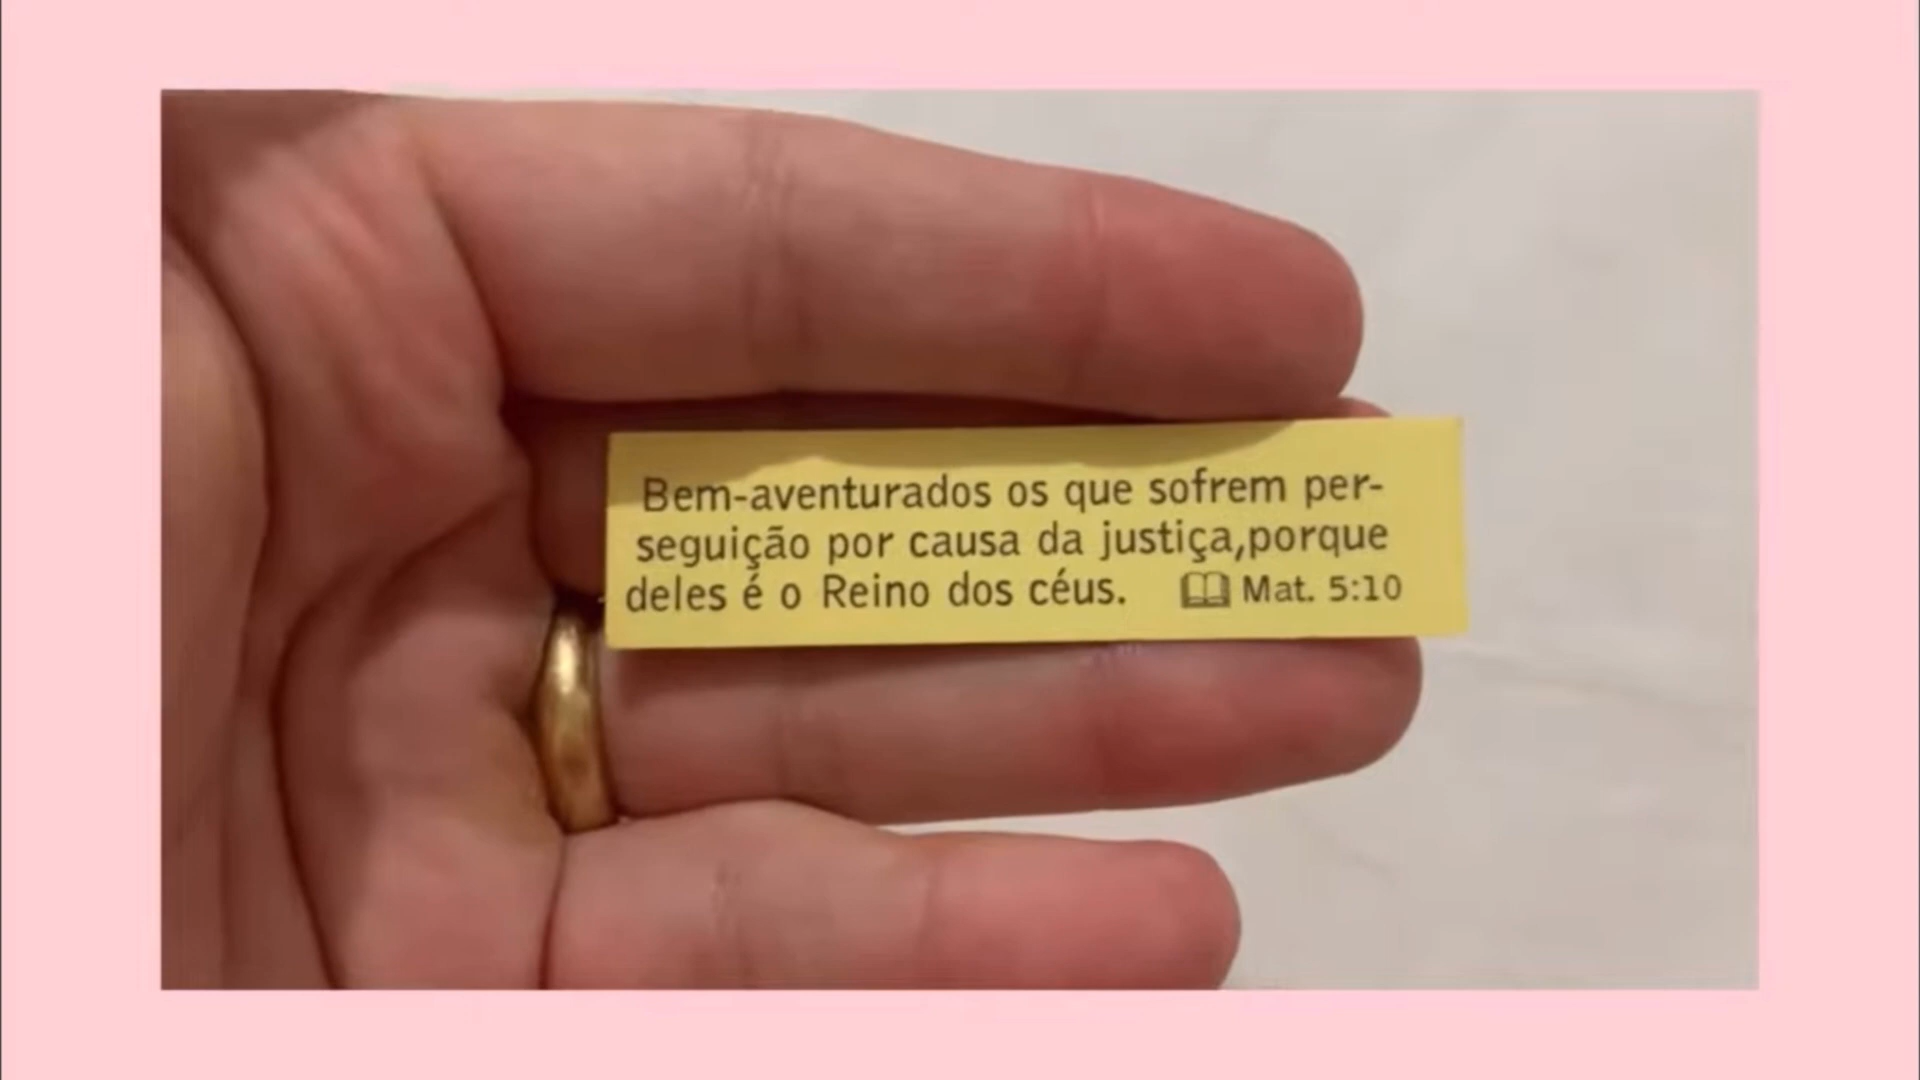 Bem-aventurados os que sofrem per-
seguição por causa da justiça,porque
deles é o Reino dos céus. Mat. 5:10